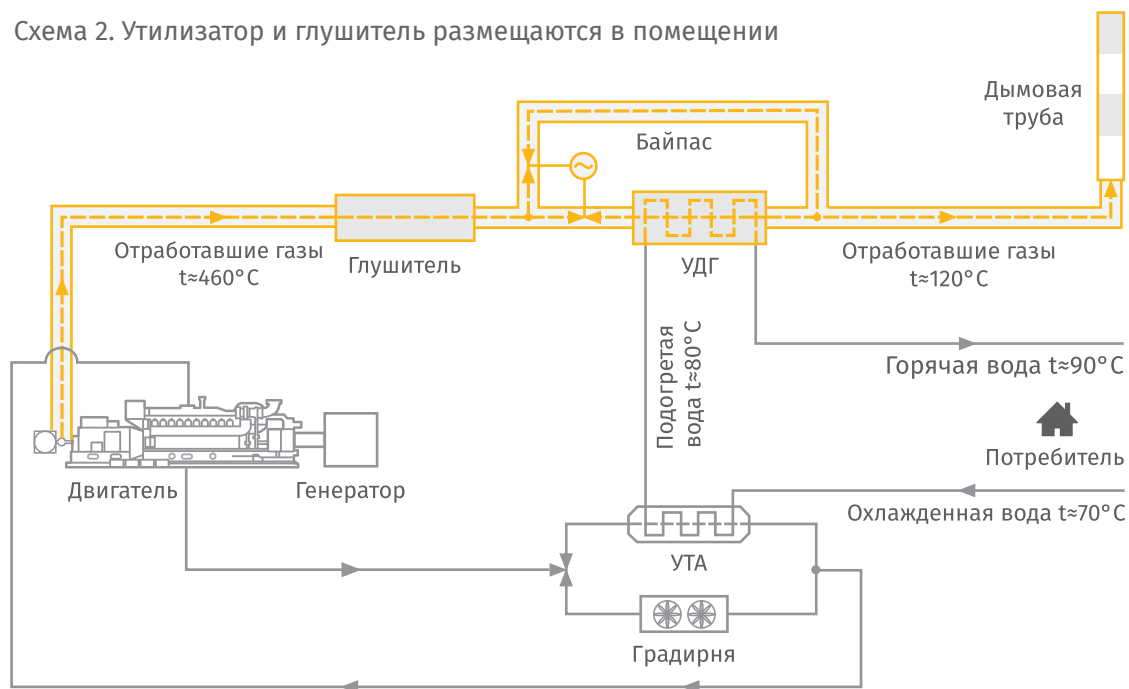 Схема 2. Утилизатор и глушитель размещаются в помещении
Дымовая
труба
Байпас
Отработавшие газы
t≈460°C
Глушитель
УДГ
Отработавшие газы
t≈120°C
Подогретая
вода t≈80°C
Горячая вода t≈90°C
Потребитель
Двигатель
Генератор
Охлажденная вода t≈70°C
УТА
Градирня